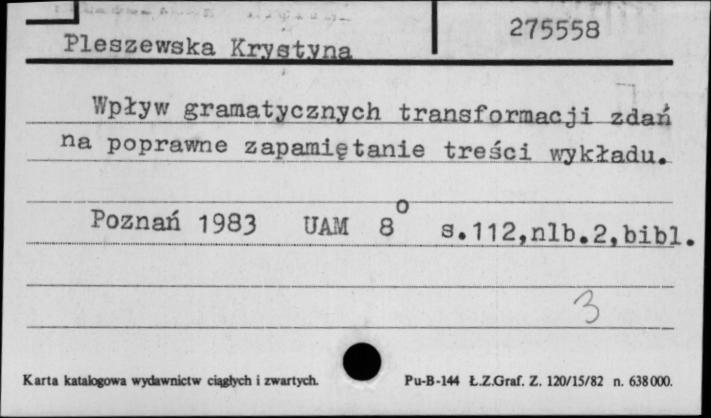 275558
Pleszewska Krystyna
Wpływ gramatycznych transformacji zdań
na poprawne zapamiętanie treści wykładu.
Poznań 1983 UAM 8° s.112,nlb.2,bibl.
3
Karta katalogowa wydawnictw ciągłych i zwartych. Pu-B-144 Ł.Z.Graf. Z. 120/15/82 n. 638000.